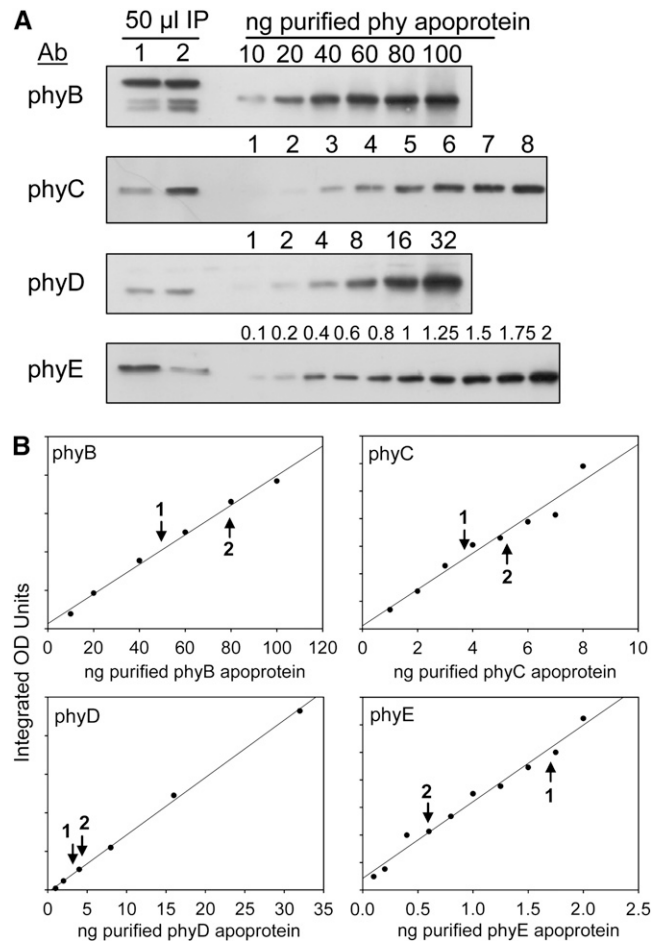 A
50 µl IP
ng purified phy apoprotein
Ab
1 2
10 20 40 60 80 100
phyB
1 2 3 4 5 6 7 8
phyC
1 2 4 8 16 32
phyD
0.1 0.2 0.4 0.6 0.8 1 1.25 1.5 1.75 2
phyE
B
phyB
1
2
0 20 40 60 80 100 120
ng purified phyB apoprotein
phyC
1
2
0 2 4 6 8 10
ng purified phyC apoprotein
Integrated OD Units
phyD
1 2
0 5 10 15 20 25 30 35
ng purified phyD apoprotein
phyE
2
1
0.0 0.5 1.0 1.5 2.0 2.5
ng purified phyE apoprotein